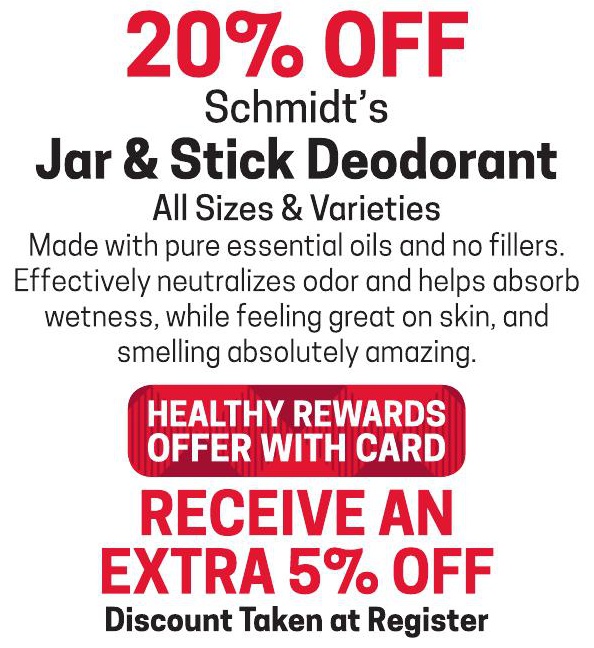 20% OFF
Schmidt's
Jar & Stick Deodorant
All Sizes & Varieties
Made with pure essential oils and no fillers.
Effectively neutralizes odor and helps absorb
wetness, while feeling great on skin, and
smelling absolutely amazing.
HEALTHY REWARDS
OFFER WITH CARD
RECEIVE AN
EXTRA 5% OFF
Discount Taken at Register